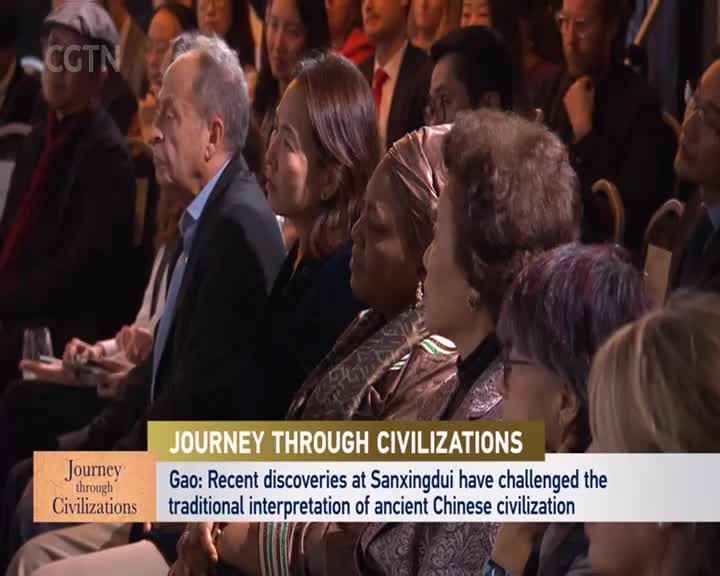 CGTN
JOURNEY THROUGH CIVILIZATIONS
Journey
through
Civilizations
Gao: Recent discoveries at Sanxingdui have challenged the
traditional interpretation of ancient Chinese civilization